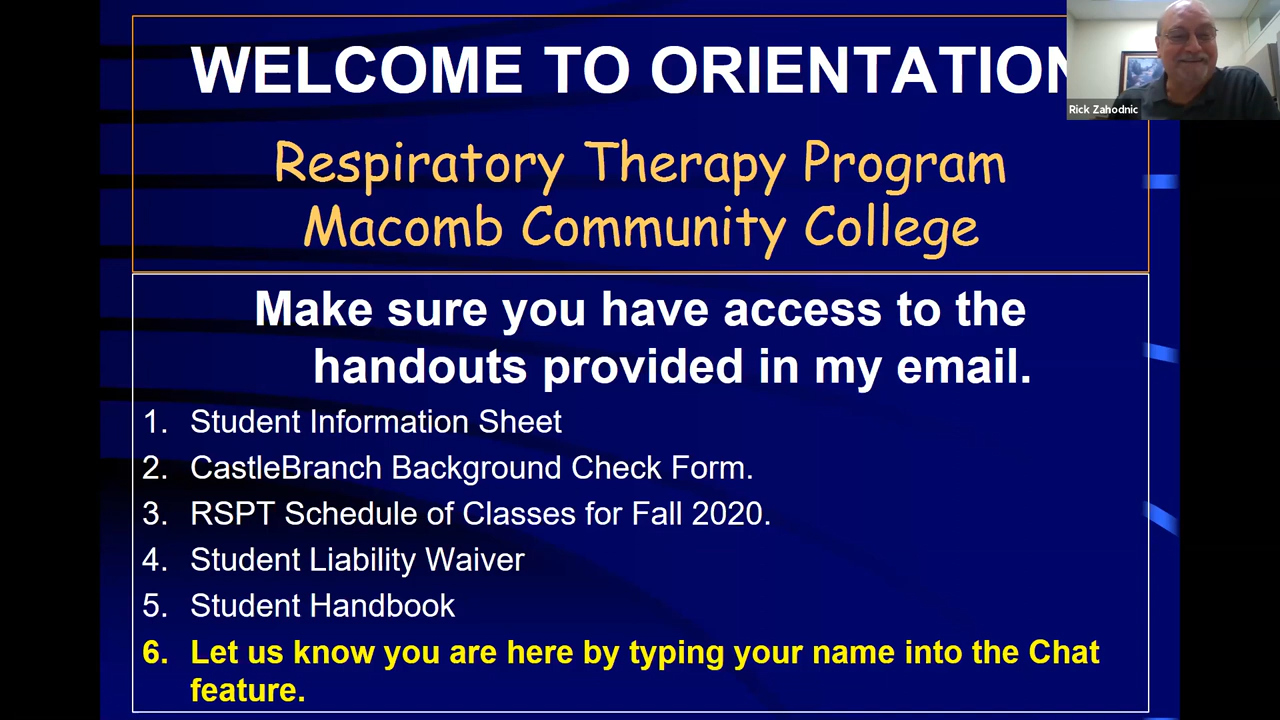 WELCOME TO ORIENTATION
Rick Zahodnic
Respiratory Therapy Program
Macomb Community College
Make sure you have access to the
handouts provided in my email.
1. Student Information Sheet
2. CastleBranch Background Check Form.
3. RSPT Schedule of Classes for Fall 2020.
4. Student Liability Waiver
5. Student Handbook
6. Let us know you are here by typing your name into the Chat
feature.